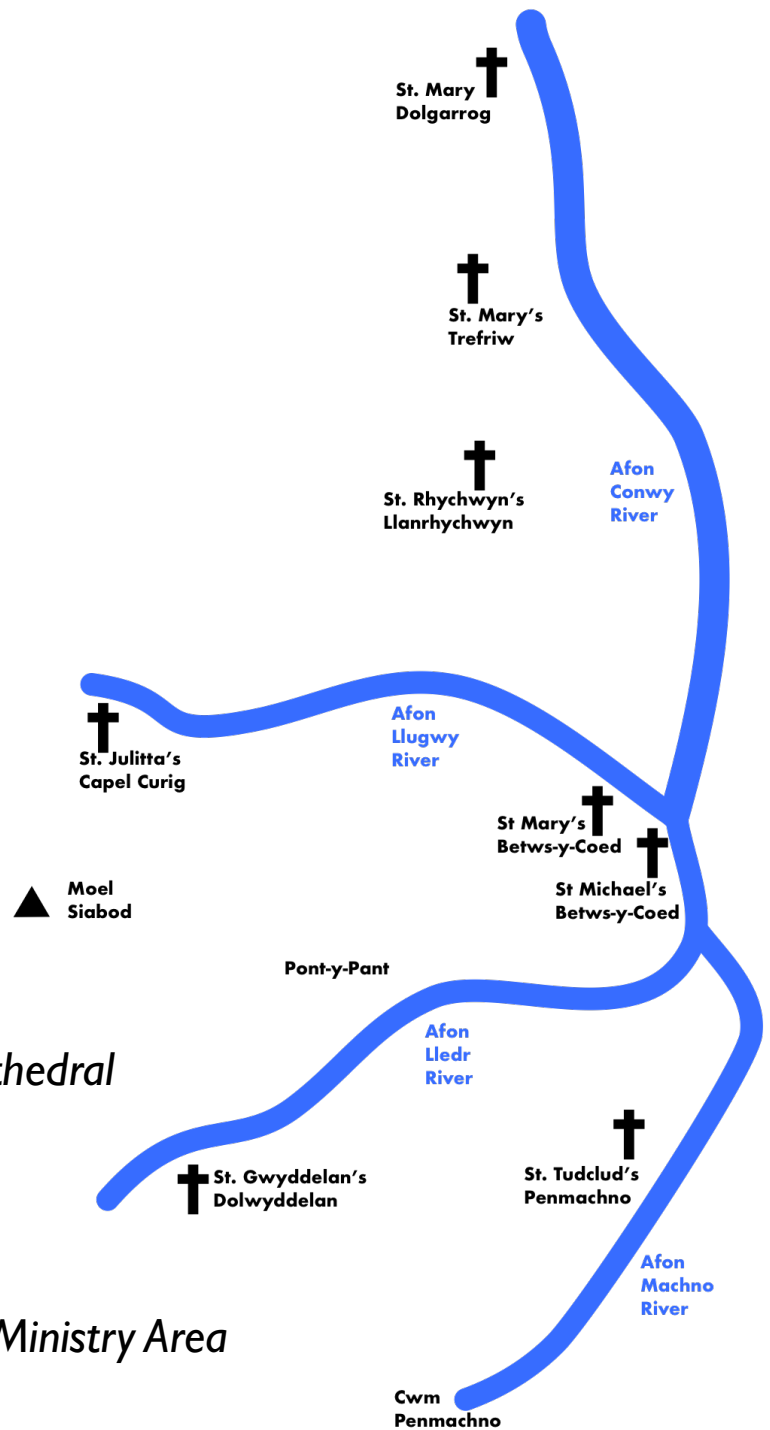 St. Mary
Dolgarrog
St. Mary's
Trefriw
St. Rhychwyn's
Llanrhychwyn
Afon
Conwy
River
Afon
Llugwy
River
St. Julitta's
Capel Curig
St Mary's
Betws-y-Coed
St Michael's
Betws-y-Coed
Moel
Siabod
Pont-y-Pant
Afon
Lledr
River
thedral
St. Gwyddelan's
Dolwyddelan
St. Tudclud's
Penmachno
Afon
Machno
River
Ministry Area
Cwm
Penmachno